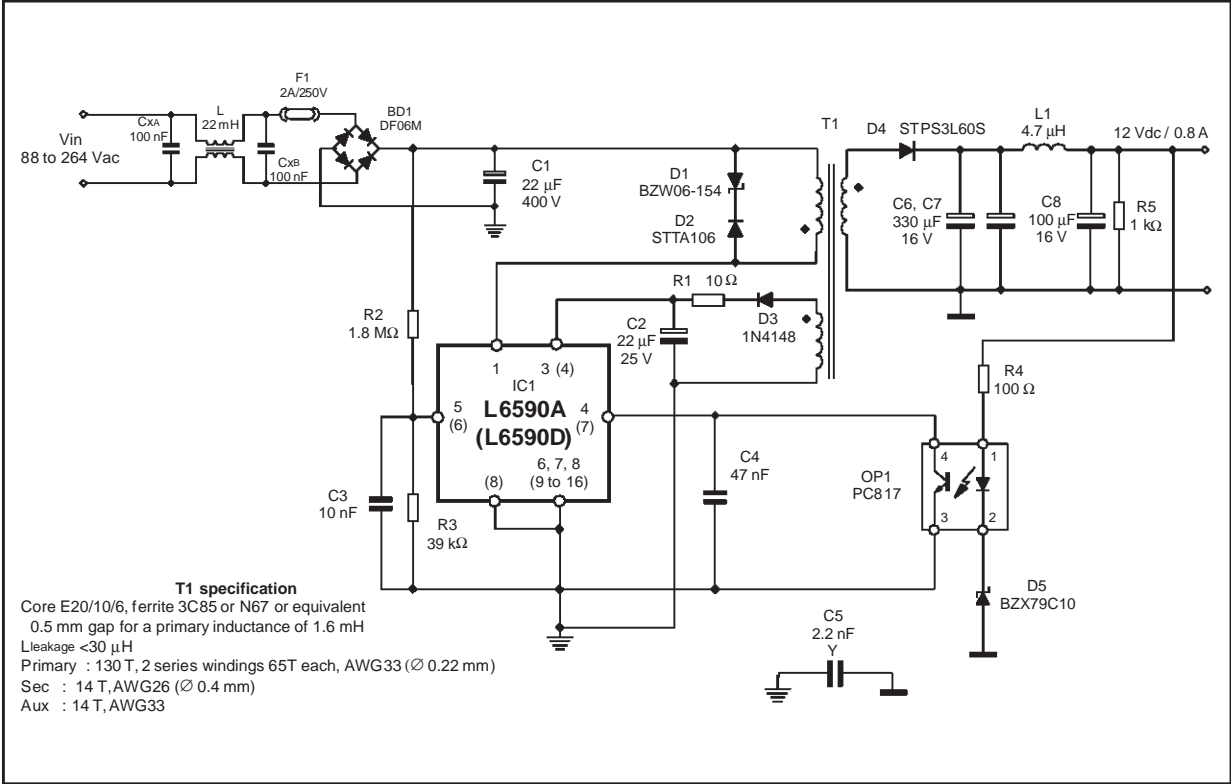 F1
2A/250V
BD1
DF06M
L
22 mH
CxA
100 nF
CxB
100 nF
Vin
88 to 264 Vac
C1
22 µF
400 V
D1
BZW06-154
D2
STTA106
T1
D4 STPS3L60S
L1
4.7 µH
12 Vdc / 0.8 A
C6, C7
330 µF
16 V
C8
100 µF
16 V
R5
1 kΩ
R1 10 Ω
D3
1N4148
C2
22 µF
25 V
R2
1.8 MΩ
1
3 (4)
IC1
L6590A
(L6590D)
5
(6)
4
(7)
6, 7, 8
(9 to 16)
(8)
C3
10 nF
R3
39 kΩ
C4
47 nF
R4
100 Ω
OP1
PC817
4
1
3
2
D5
BZX79C10
C5
2.2 nF
Y
T1 specification
Core E20/10/6, ferrite 3C85 or N67 or equivalent
0.5 mm gap for a primary inductance of 1.6 mH
Lleakage <30 µH
Primary : 130 T, 2 series windings 65T each, AWG33 (∅ 0.22 mm)
Sec : 14 T, AWG26 (∅ 0.4 mm)
Aux : 14 T, AWG33